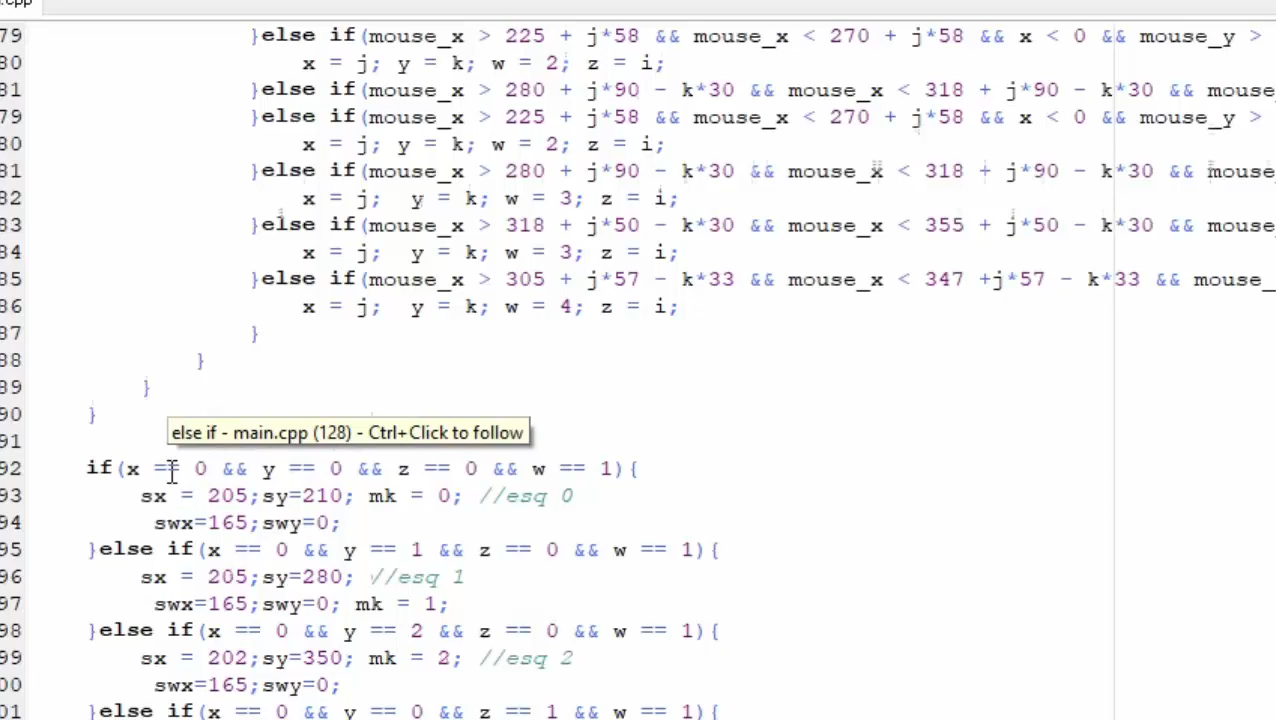 .cpp
79 }else if(mouse_x > 225 + j*58 && mouse_x < 270 + j*58 && x < 0 && mouse_y >
80 x = j; y = k; w = 2; z = i;
81 }else if(mouse_x > 280 + j*90 - k*30 && mouse_x < 318 + j*90 - k*30 && mouse
79 }else if(mouse_x > 225 + j*58 && mouse_x < 270 + j*58 && x < 0 && mouse_y >
80 x = j; y = k; w = 2; z = i;
81 }else if(mouse_x > 280 + j*90 - k*30 && mouse_x < 318 + j*90 - k*30 && mouse
82 x = j; y = k; w = 3; z = i;
83 }else if(mouse_x > 318 + j*50 - k*30 && mouse_x < 355 + j*50 - k*30 && mouse
84 x = j; y = k; w = 3; z = i;
85 }else if(mouse_x > 305 + j*57 - k*33 && mouse_x < 347 +j*57 - k*33 && mouse_
86 x = j; y = k; w = 4; z = i;
87 }
88 }
89 }
90 }
else if - main.cpp (128) - Ctrl+Click to follow
91
92 if(x == 0 && y == 0 && z == 0 && w == 1){
93 sx = 205;sy=210; mk = 0; //esq 0
94 swx=165;swy=0;
95 }else if(x == 0 && y == 1 && z == 0 && w == 1){
96 sx = 205;sy=280; //esq 1
97 swx=165;swy=0; mk = 1;
98 }else if(x == 0 && y == 2 && z == 0 && w == 1){
99 sx = 202;sy=350; mk = 2; //esq 2
00 swx=165;swy=0;
01 }else if(x == 0 && y == 0 && z == 1 && w == 1){